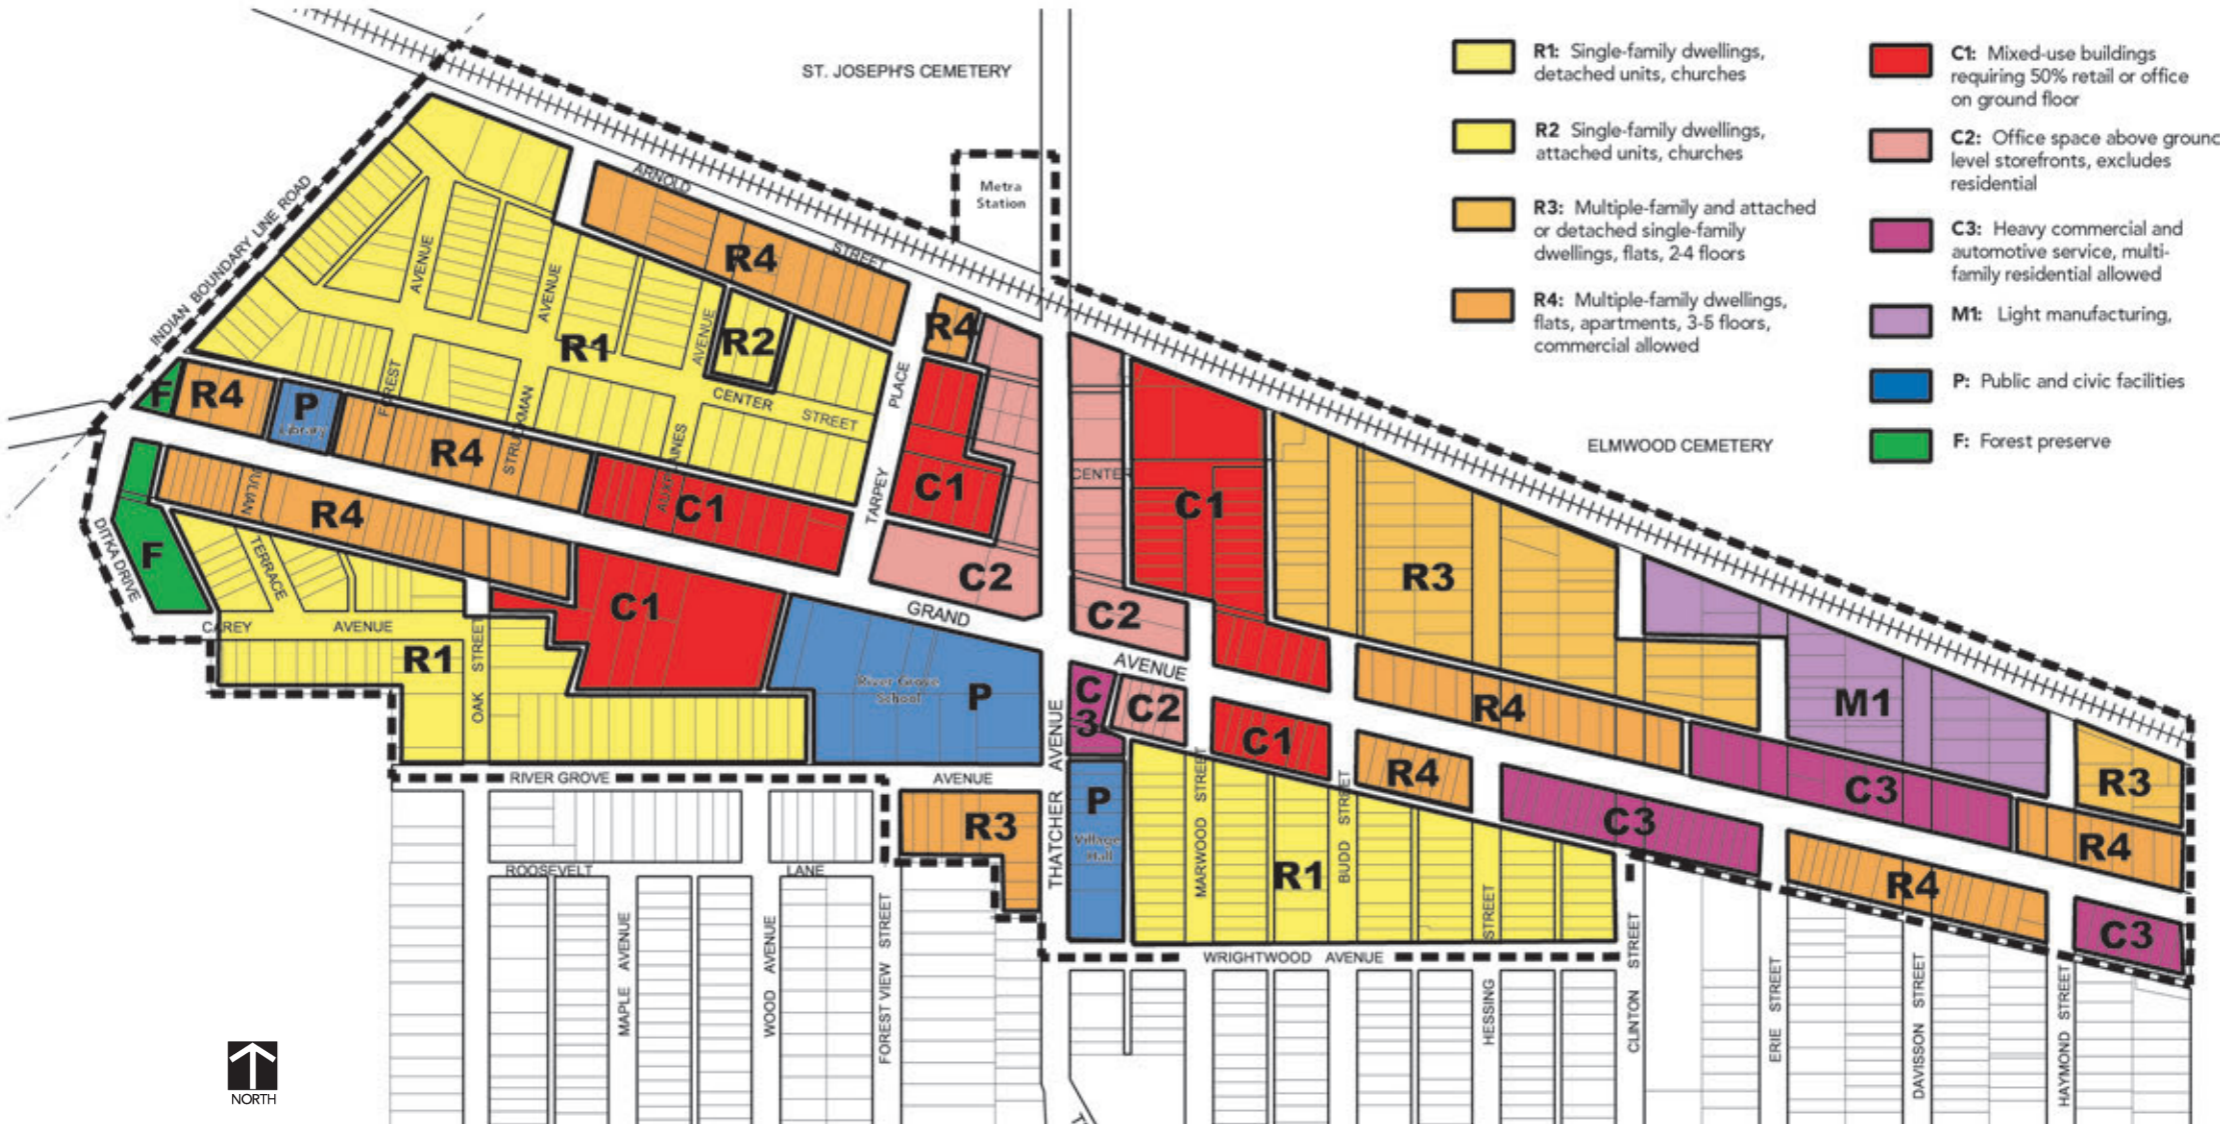 ST. JOSEPH'S CEMETERY
Metra
Station
R1: Single-family dwellings,
detached units, churches
R2 Single-family dwellings,
attached units, churches
R3: Multiple-family and attached
or detached single-family
dwellings, flats, 2-4 floors
R4: Multiple-family dwellings,
flats, apartments, 3-5 floors,
commercial allowed
C1: Mixed-use buildings
requiring 50% retail or office
on ground floor
C2: Office space above ground
level storefronts, excludes
residential
C3: Heavy commercial and
automotive service, multi-
family residential allowed
M1: Light manufacturing,
P: Public and civic facilities
F: Forest preserve
ELMWOOD CEMETERY
INDIAN BOUNDARY LINE ROAD
ARNOLD
STREET
R4
R4
AVENUE
AVENUE
AVENUE
R1
R2
PLACE
TARPEY
CENTER
STREET
CENTER
FOREST
STRUCKMAN
F
R4
P
Library
R4
C1
C1
C1
R3
R4
F
DITKA DRIVE
TERRACE
C2
C1
C2
GRAND
AVENUE
CAREY
AVENUE
R1
OAK STREET
River Grove
School
P
C
3
C2
C1
R4
R4
M1
R3
C3
C3
R4
R4
C3
RIVER GROVE
AVENUE
R3
THATCHER AVENUE
P
Village
Hall
MARWOOD STREET
R1
BUDD STREET
STREET
HESSING
WRIGHTWOOD AVENUE
ROOSEVELT
LANE
MAPLE AVENUE
WOOD AVENUE
FOREST VIEW STREET
CLINTON STREET
ERIE STREET
DAVISSON STREET
HAYMOND STREET
NORTH